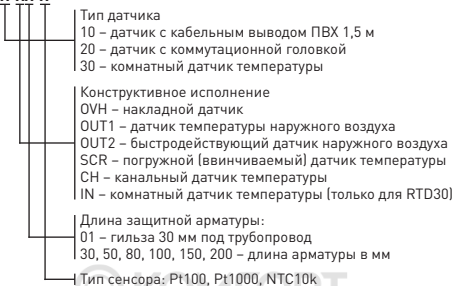 Тип датчика
10 – датчик с кабельным выводом ПВХ 1,5 м
20 – датчик с коммутационной головкой
30 – комнатный датчик температуры
Конструктивное исполнение
OVH – накладной датчик
OUT1 – датчик температуры наружного воздуха
OUT2 – быстродействующий датчик наружного воздуха
SCR – погружной (ввинчиваемый) датчик температуры
CH – канальный датчик температуры
IN – комнатный датчик температуры (только для RTD30)
Длина защитной арматуры:
01 – гильза 30 мм под трубопровод
30, 50, 80, 100, 150, 200 – длина арматуры в мм
Тип сенсора: Pt100, Pt1000, NTC10k